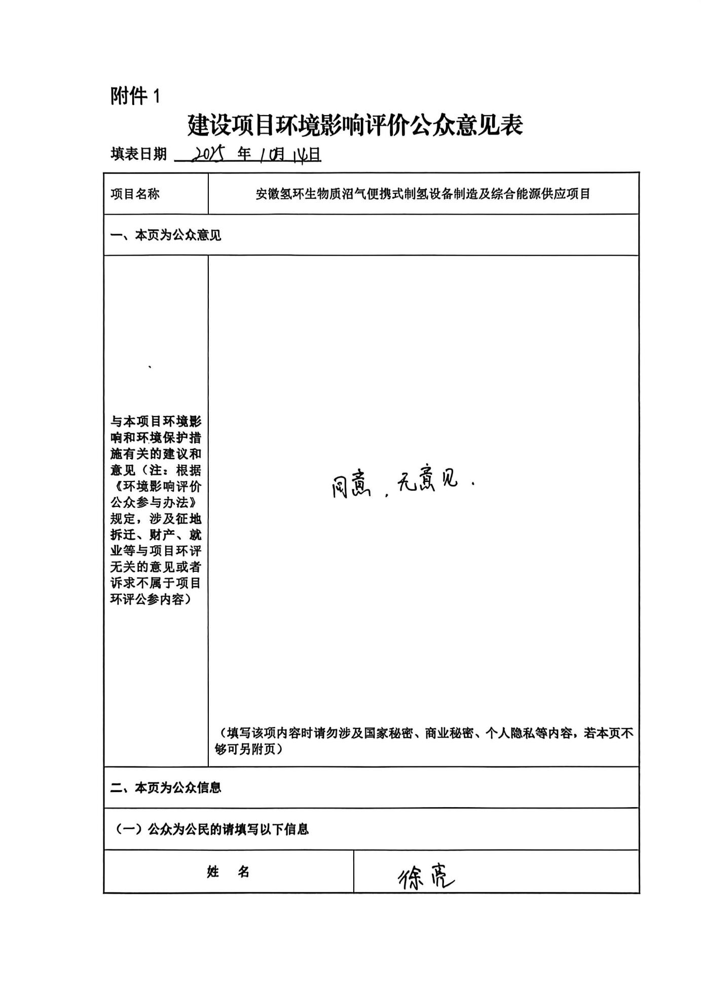 附件1
建设项目环境影响评价公众意见表
填表日期 2025 年 10月 14日
项目名称
安徽氢环生物质沼气便携式制氢设备制造及综合能源供应项目
一、本页为公众意见
与本项目环境影
响和环境保护措
施有关的建议和
意见（注：根据
《环境影响评价
公众参与办法》
规定，涉及征地
拆迁、财产、就
业等与项目环评
无关的意见或者
诉求不属于项目
环评公参内容）
同意，无意见.
（填写该项内容时请勿涉及国家秘密、商业秘密、个人隐私等内容，若本页不
够可另附页）
二、本页为公众信息
（一）公众为公民的请填写以下信息
姓 名
徐亮